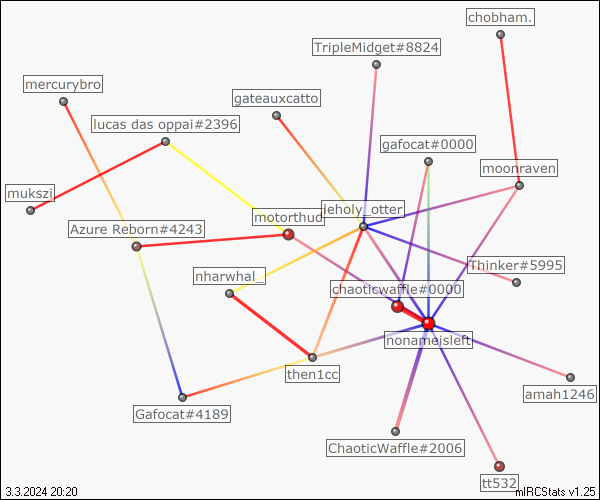 chobham.
TripleMidget#8824
mercurybro
gateauxcatto
lucas das oppai#2396
gafocat#0000
moonraven
mukszi
leholy_otter
motorthud
Azure Reborn#4243
Thinker#5995
nharwhal_
chaoticwaffle#0000
nonameisleft
then1cc
amah1246
Gafocat#4189
ChaoticWaffle#2006
tt532
3.3.2024 20:20
mIRCStats v1.25